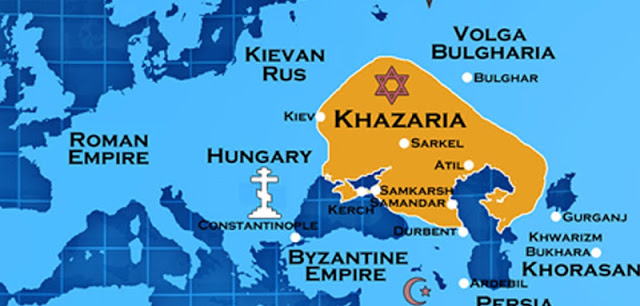 VOLGA
BULGHARIA
KIEVAN
RUS
BULGHAR
KIEV
KHAZARIA
ROMAN
EMPIRE
SARKEL
HUNGARY
ATIL
SAMKARSH
SAMANDAR
KERCH
CONSTANTINOPLE
DURBENT
GURGANJ
KHWARIZM
BUKHARA
BYZANTINE
EMPIRE
KHORASAN
ARDEBIL
PERSIA